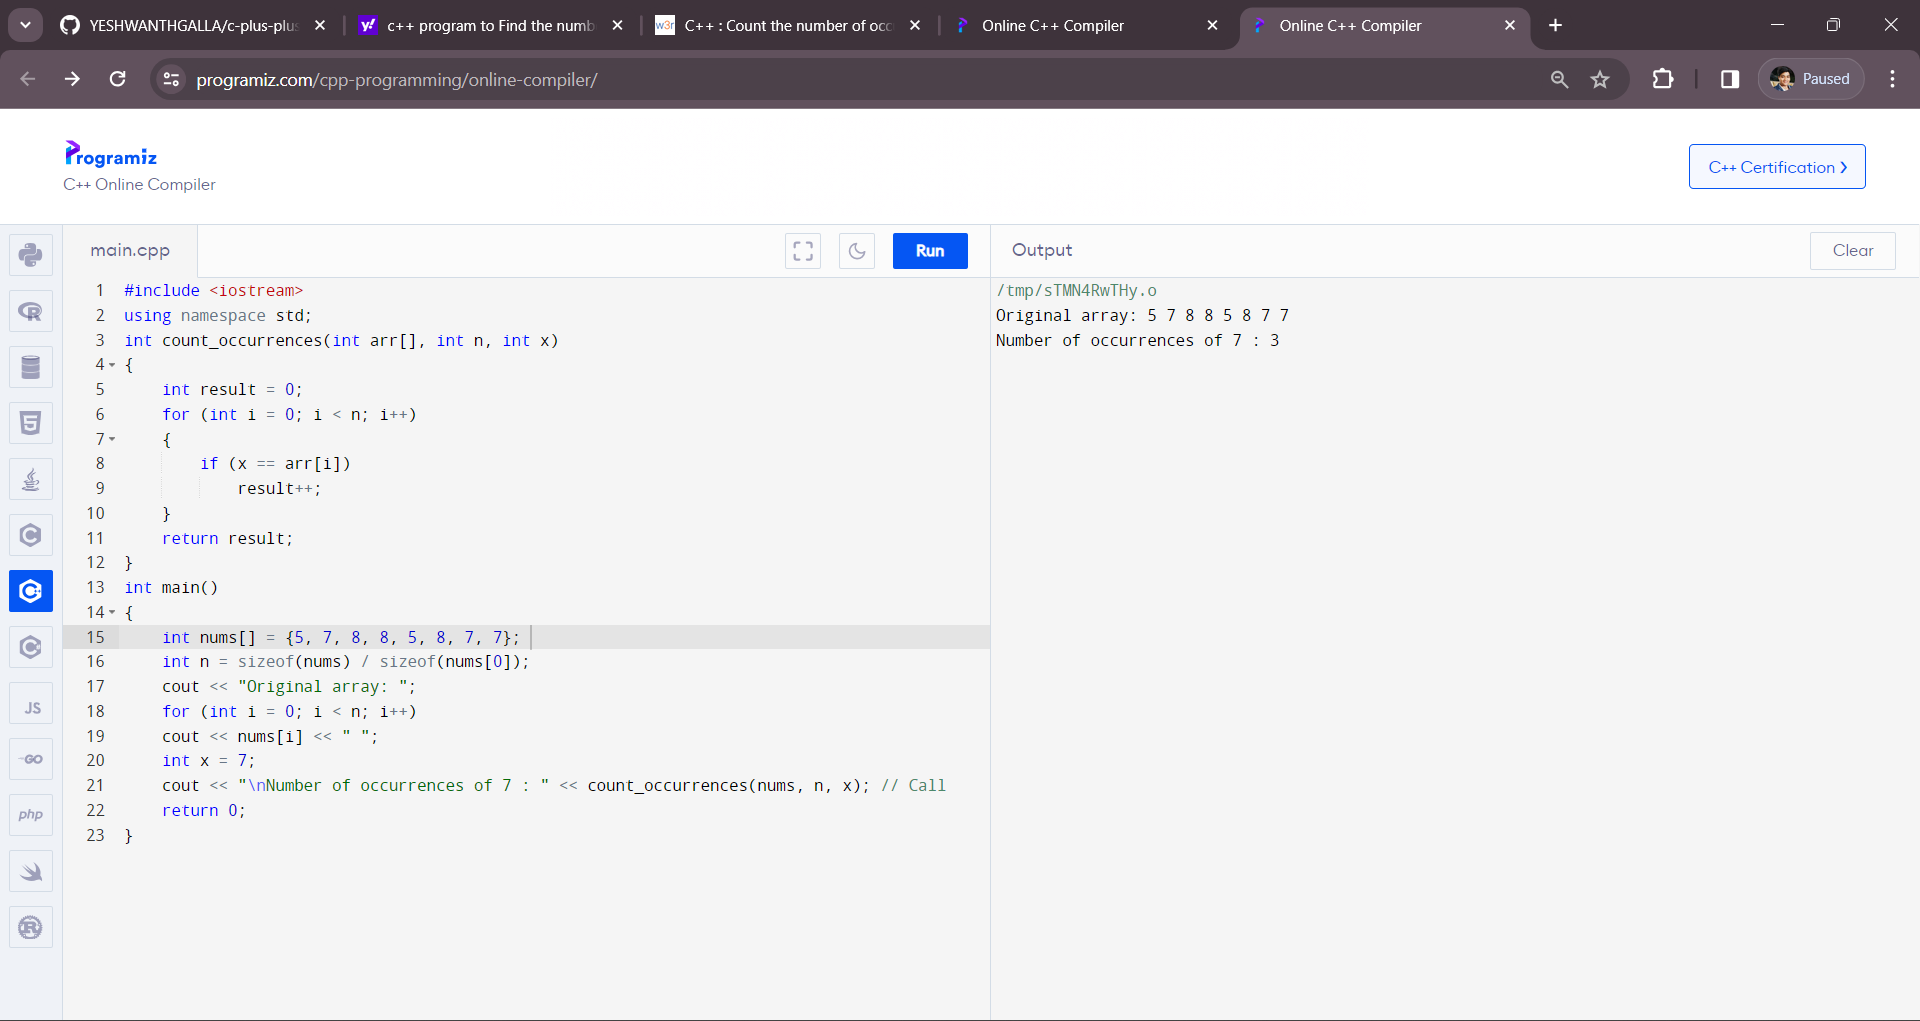 YESHWANTHGALLA/c-plus-plus
c++ program to Find the numb
C++ : Count the number of occ
Online C++ Compiler
Online C++ Compiler
programiz.com/cpp-programming/online-compiler/
Paused
Programiz
C++ Online Compiler
C++ Certification >
main.cpp
Run
Output
Clear
1 #include <iostream>
2 using namespace std;
3 int count_occurrences(int arr[], int n, int x)
4 {
5     int result = 0;
6     for (int i = 0; i < n; i++)
7     {
8         if (x == arr[i])
9             result++;
10     }
11     return result;
12 }
13 int main()
14 {
15     int nums[] = {5, 7, 8, 8, 5, 8, 7, 7};
16     int n = sizeof(nums) / sizeof(nums[0]);
17     cout << "Original array: ";
18     for (int i = 0; i < n; i++)
19     cout << nums[i] << " ";
20     int x = 7;
21     cout << "\nNumber of occurrences of 7 : " << count_occurrences(nums, n, x); // Call
22     return 0;
23 }
/tmp/sTMN4RwTHy.o
Original array: 5 7 8 8 5 8 7 7
Number of occurrences of 7 : 3
JS
GO
php